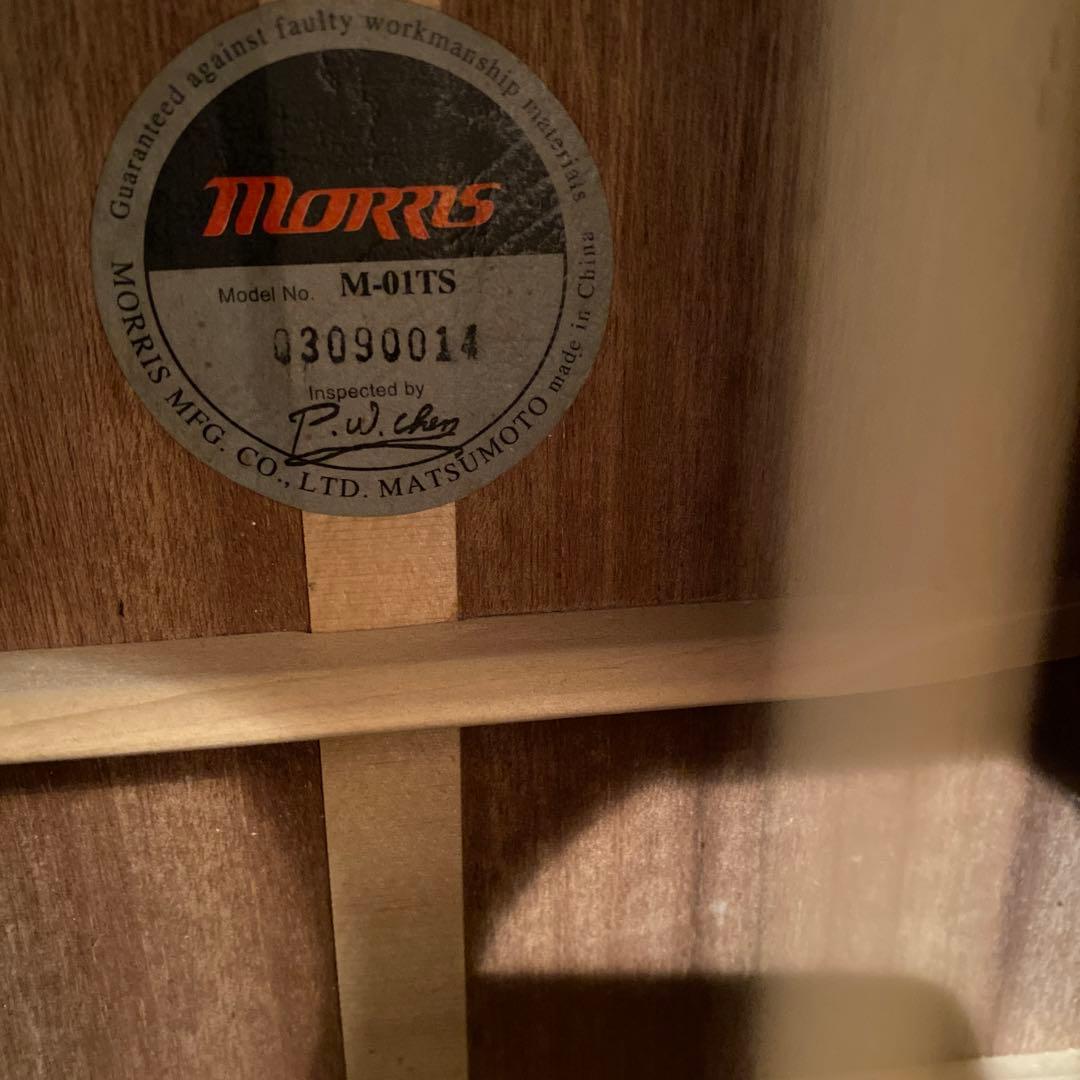 Guaranteed against faulty workmanship materials
MORRIS
Model No. M-01TS
03090014
Inspected by
P.W. Chen
MORRIS MFG. CO., LTD. MATSUMOTO made in China